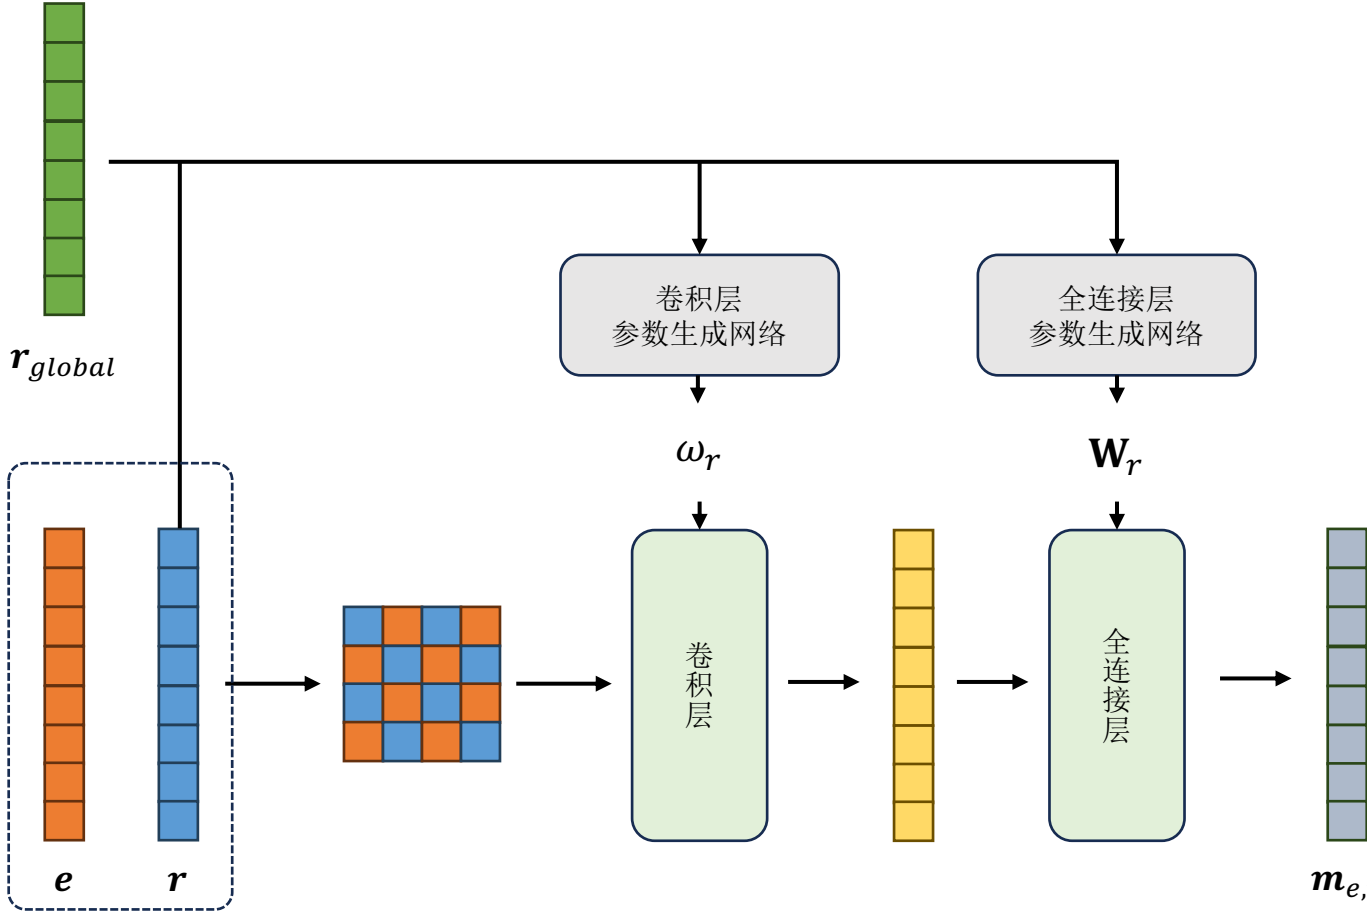 r_global
卷积层
参数生成网络
全连接层
参数生成网络
ω_r
W_r
卷积层
全连接层
e
r
m_e,